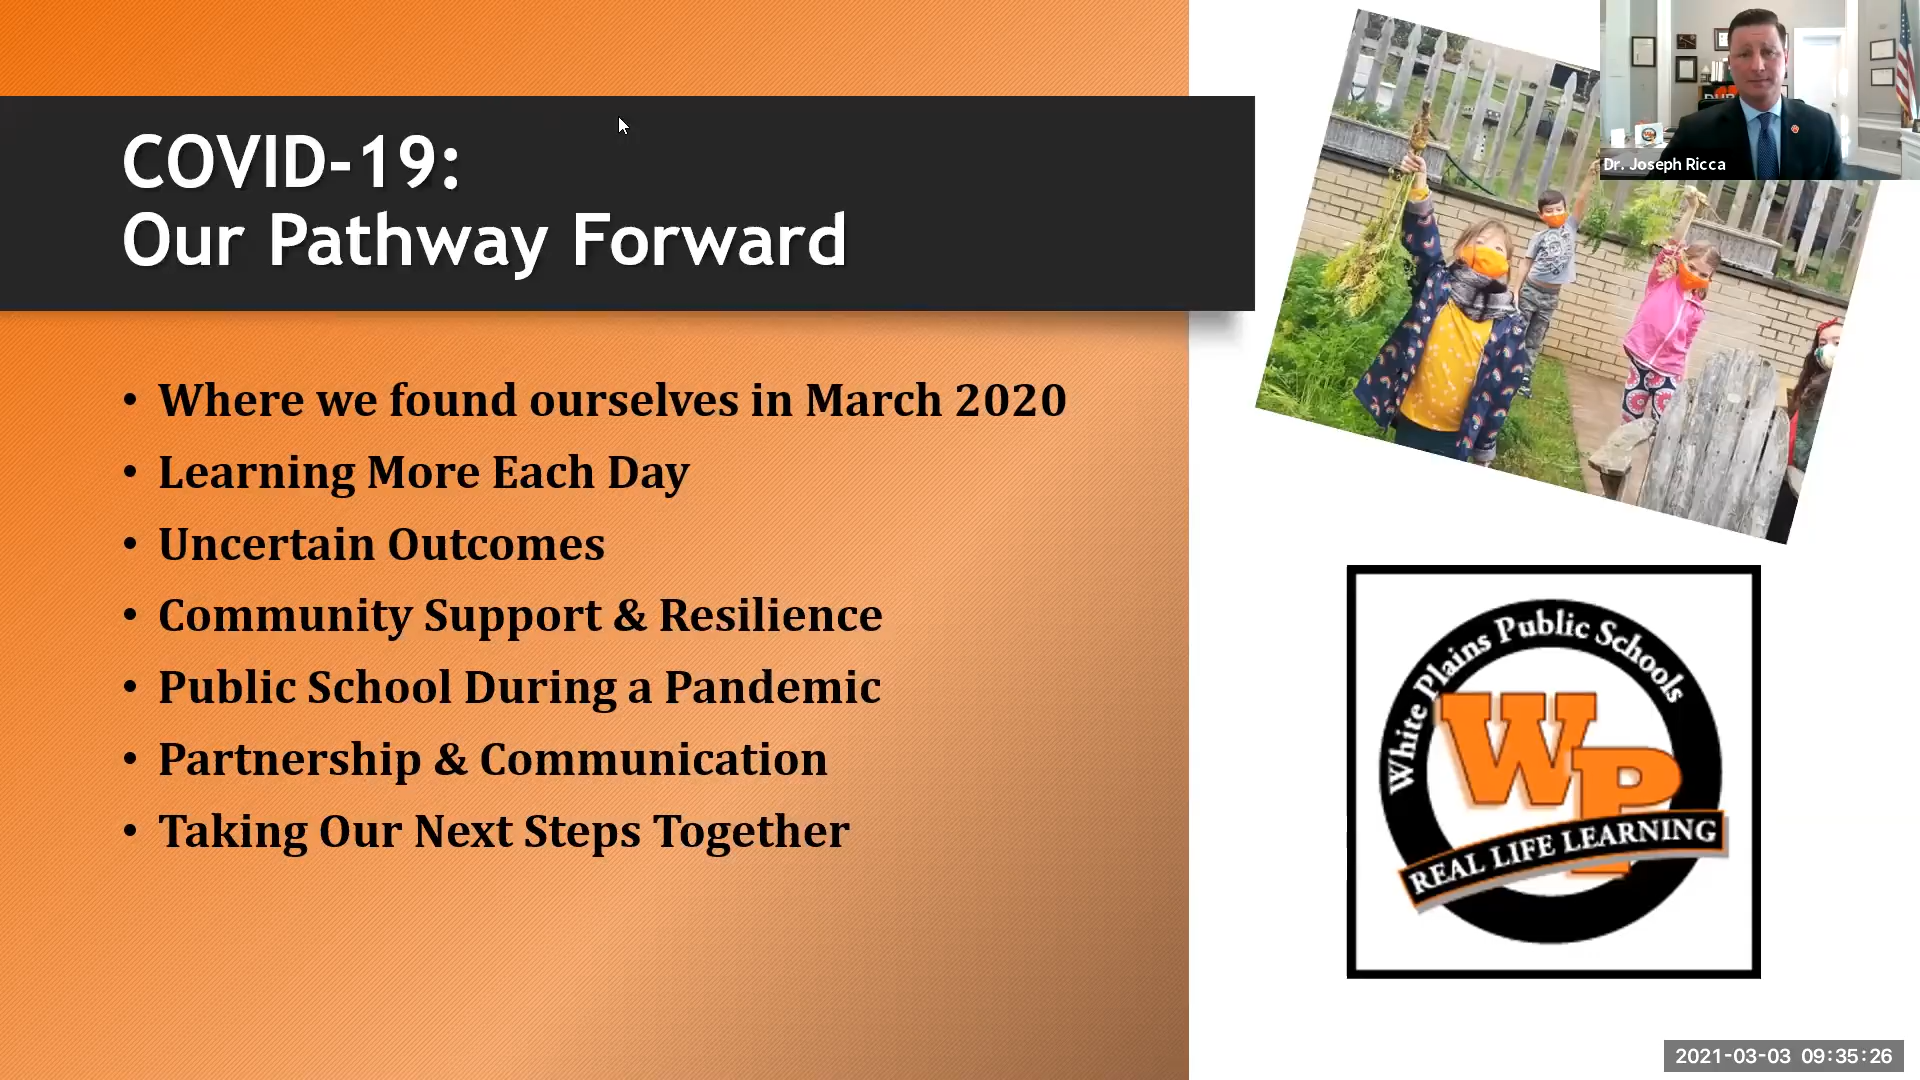 COVID-19:
Our Pathway Forward
• Where we found ourselves in March 2020
• Learning More Each Day
• Uncertain Outcomes
• Community Support & Resilience
• Public School During a Pandemic
• Partnership & Communication
• Taking Our Next Steps Together
Dr. Joseph Ricca
White Plains Public Schools
WP
REAL LIFE LEARNING
2021-03-03 09:35:26